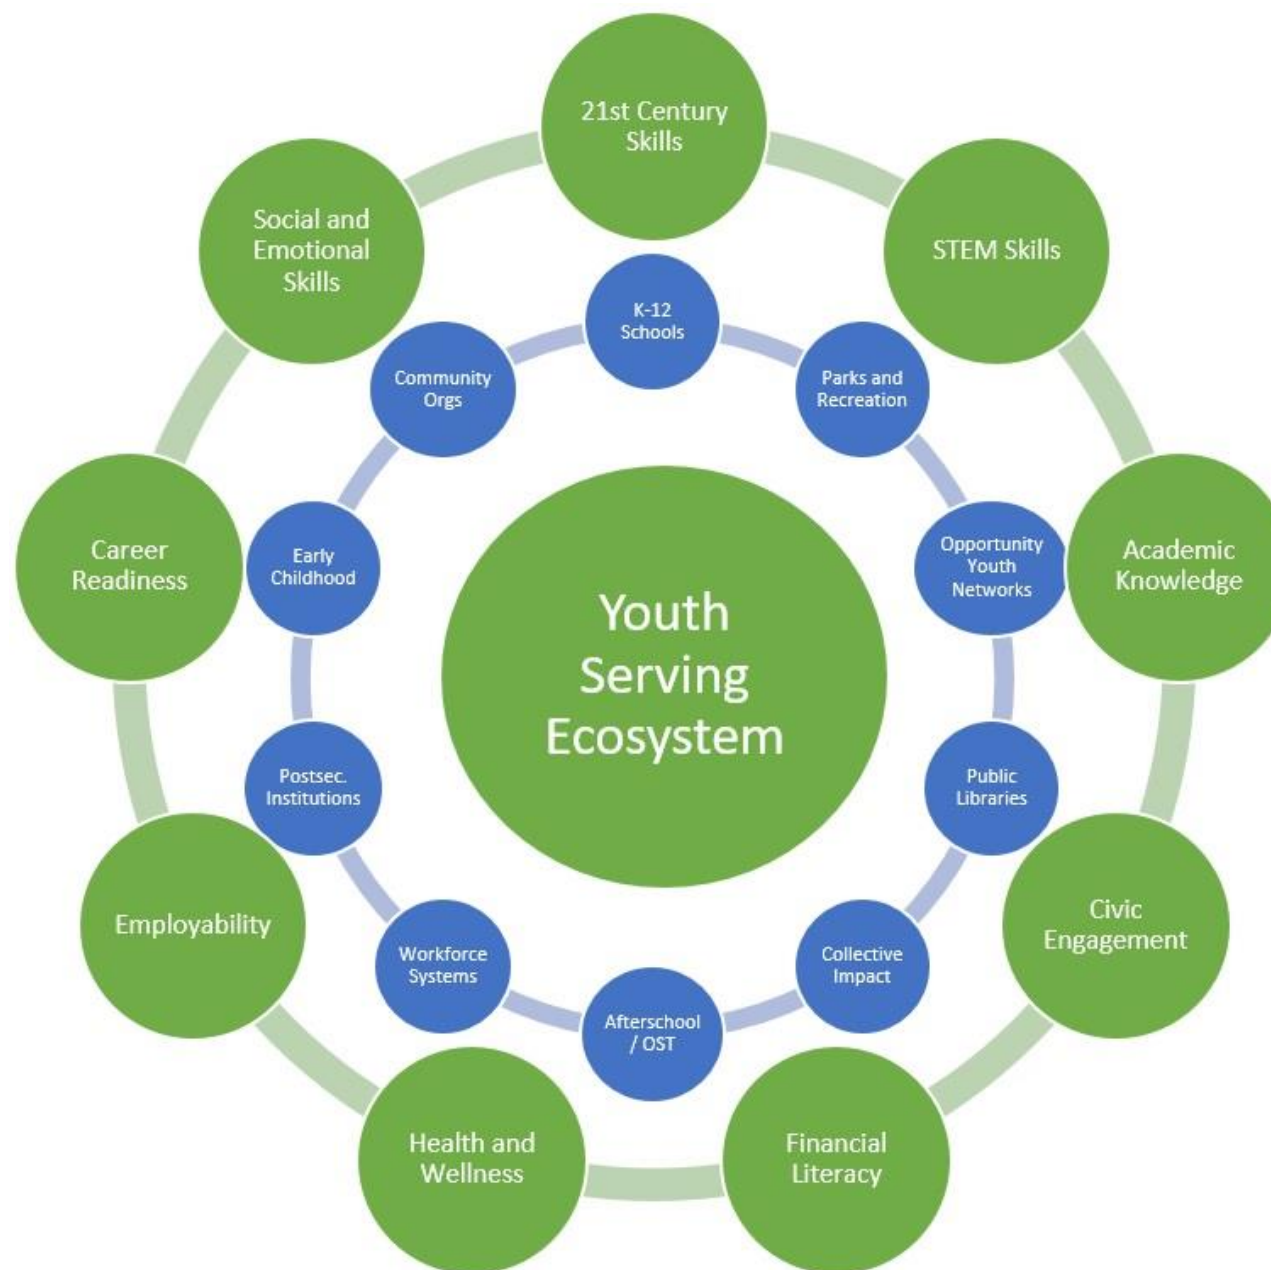 21st Century
Skills
Social and
Emotional
Skills
STEM Skills
K-12
Schools
Community
Orgs
Parks and
Recreation
Career
Readiness
Early
Childhood
Youth
Serving
Ecosystem
Opportunity
Youth
Networks
Academic
Knowledge
Postsec.
Institutions
Public
Libraries
Employability
Workforce
Systems
Afterschool
/ OST
Collective
Impact
Civic
Engagement
Health and
Wellness
Financial
Literacy